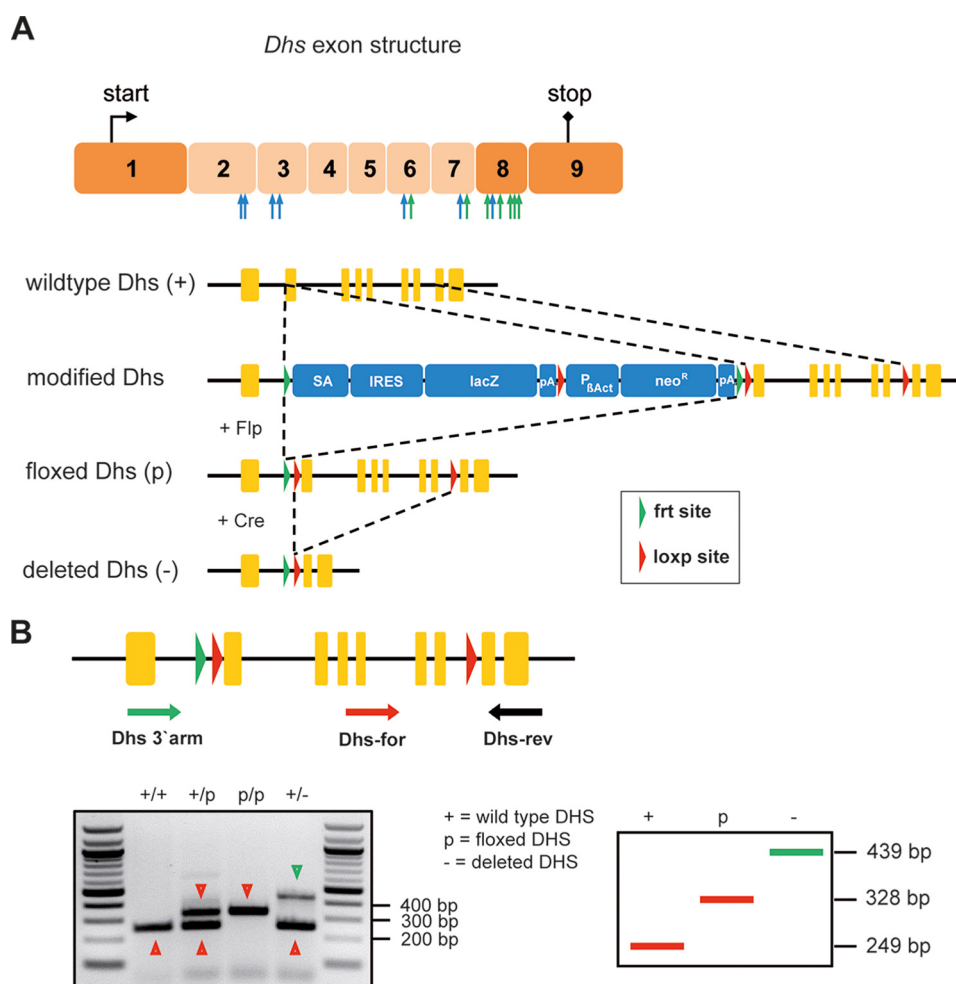 A
Dhs exon structure
start
stop
1 2 3 4 5 6 7 8 9
wildtype Dhs (+)
modified Dhs
SA IRES lacZ pA PßAct neoR pA
+ Flp
floxed Dhs (p)
+ Cre
deleted Dhs (-)
frt site
loxp site
B
Dhs 3`arm
Dhs-for
Dhs-rev
+/+ +/p p/p +/-
400 bp
300 bp
200 bp
+ = wild type DHS
p = floxed DHS
- = deleted DHS
+ p -
439 bp
328 bp
249 bp